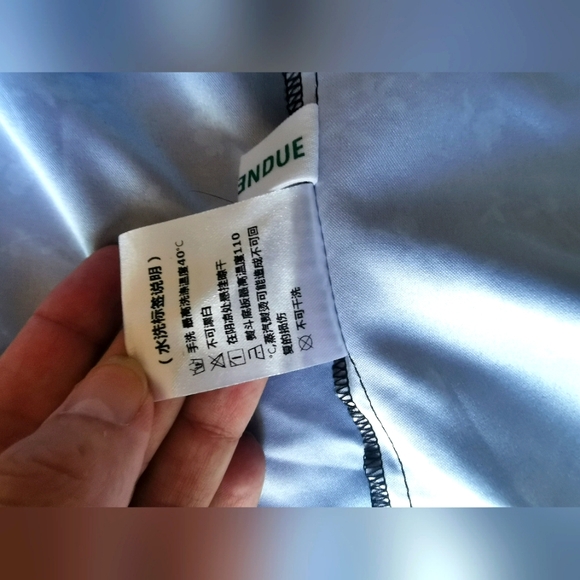 ƎNDUE
（水洗标签说明）
手洗 最高洗涤温度40℃
不可漂白
在阴凉处悬挂晾干
熨斗底板最高温度110
℃,蒸汽熨烫可能造成不可回
复的损伤
不可干洗